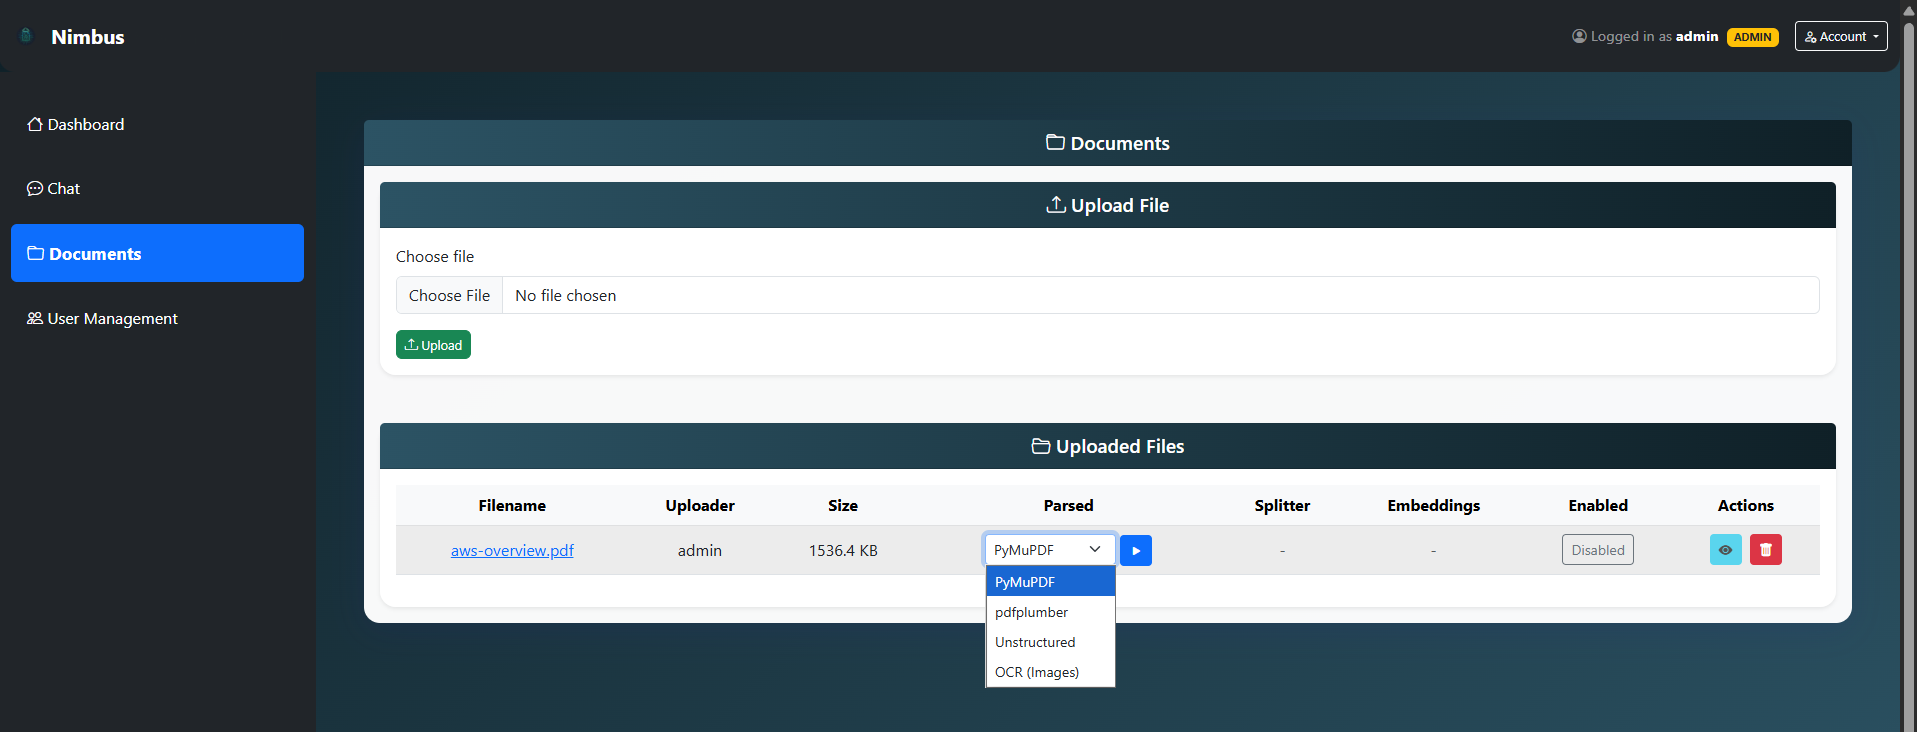 Nimbus
Logged in as admin ADMIN Account
Dashboard
Chat
Documents
User Management
Documents
Upload File
Choose file
Choose File No file chosen
Upload
Uploaded Files
Filename Uploader Size Parsed Splitter Embeddings Enabled Actions
aws-overview.pdf admin 1536.4 KB PyMuPDF - - Disabled
PyMuPDF
pdfplumber
Unstructured
OCR (Images)